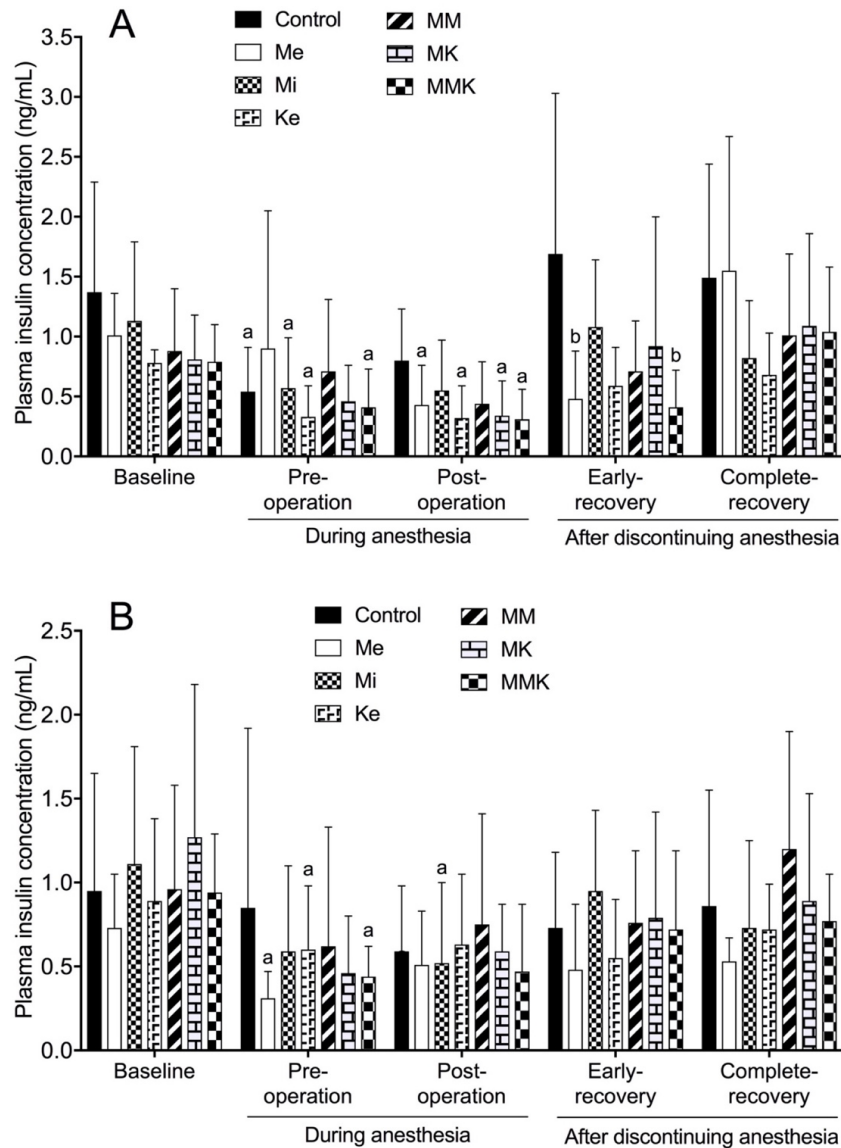 A
Control
Me
Mi
Ke
MM
MK
MMK
Plasma insulin concentration (ng/mL)
3.5
3.0
2.5
2.0
1.5
1.0
0.5
0.0
a
a
a
a
a
a
a
a
b
b
Baseline
Pre-
operation
Post-
operation
Early-
recovery
Complete-
recovery
During anesthesia
After discontinuing anesthesia
B
Control
Me
Mi
Ke
MM
MK
MMK
Plasma insulin concentration (ng/mL)
2.5
2.0
1.5
1.0
0.5
0.0
a
a
a
a
Baseline
Pre-
operation
Post-
operation
Early-
recovery
Complete-
recovery
During anesthesia
After discontinuing anesthesia